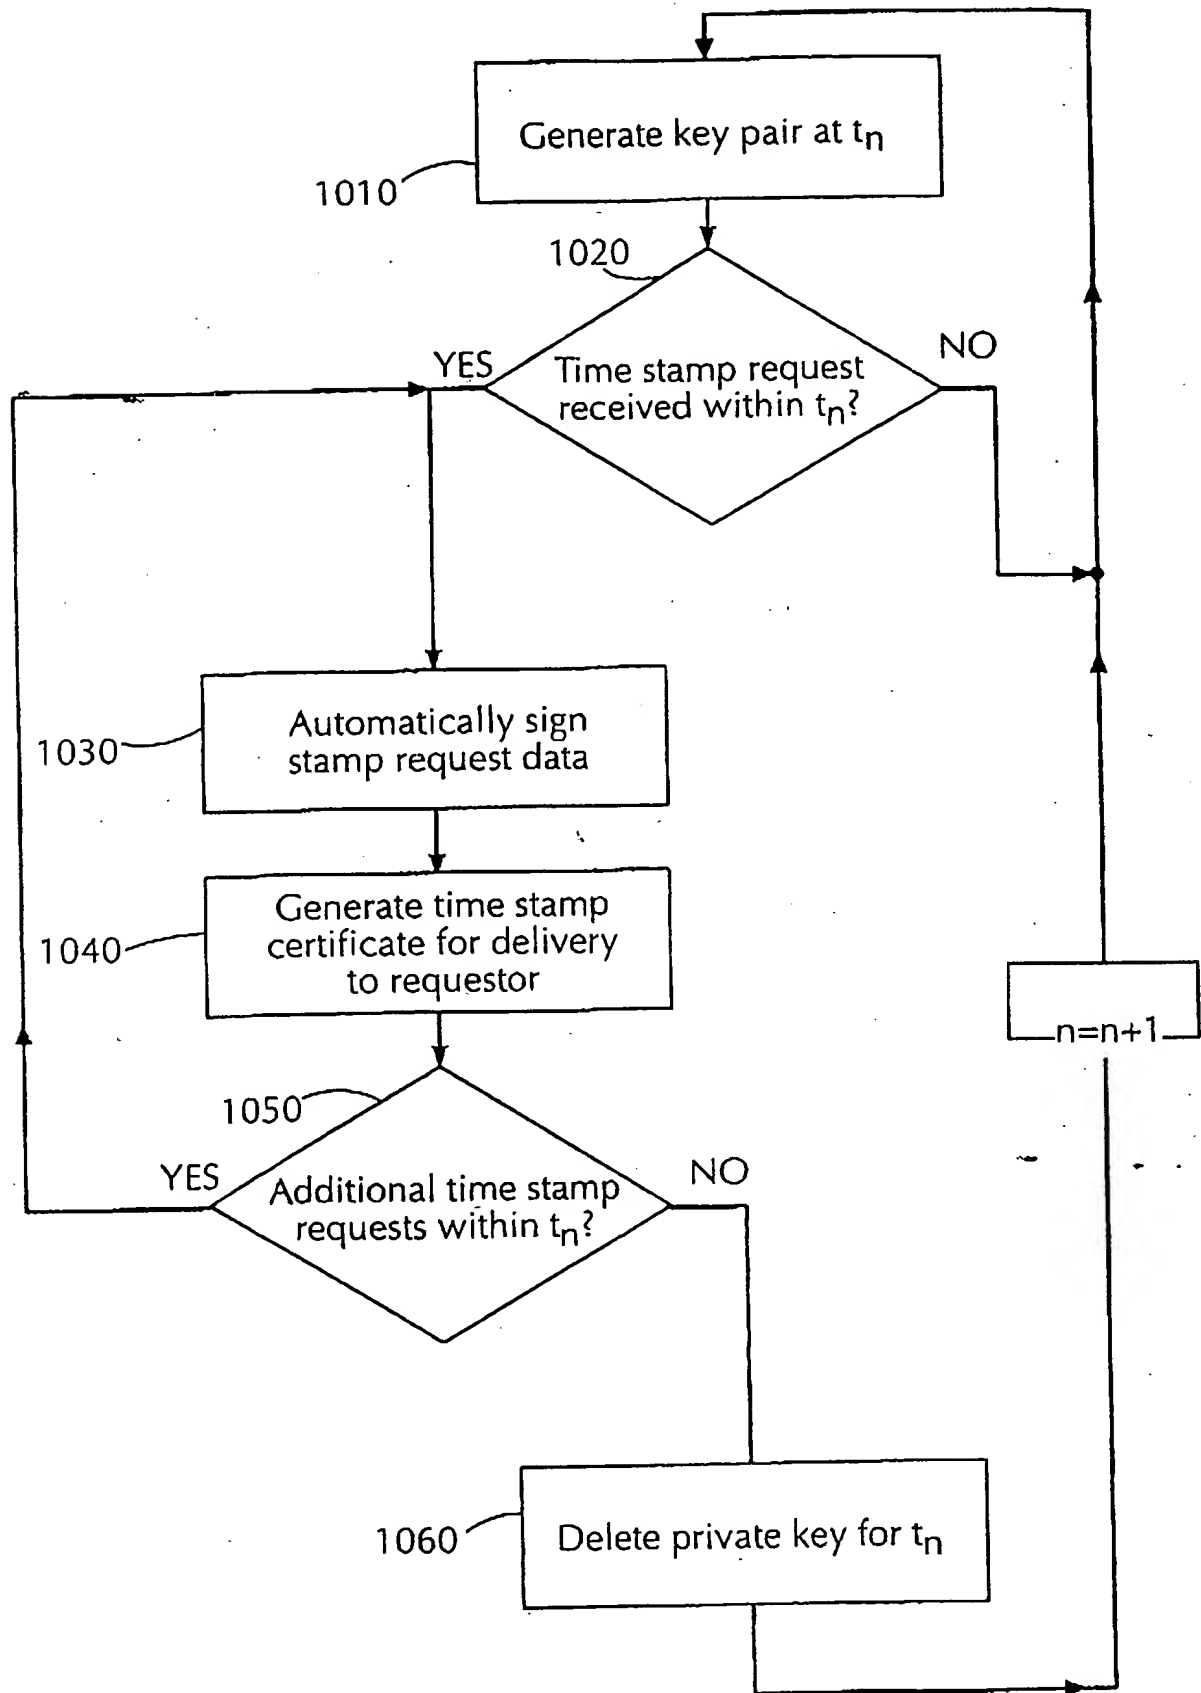 Generate key pair at tn
1010
1020
YES
NO
Time stamp request
received within tn?
Automatically sign
stamp request data
1030
Generate time stamp
certificate for delivery
to requestor
1040
n=n+1
1050
YES
NO
Additional time stamp
requests within tn?
1060
Delete private key for tn